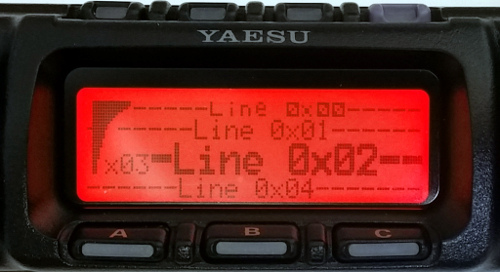 YAESU
------Line 0x00------
-----Line 0x01------
x03-Line 0x02--
-----Line 0x04------
A B C